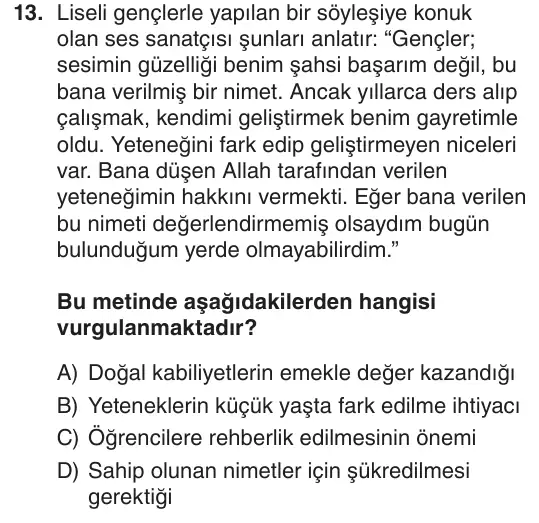 13. Liseli gençlerle yapılan bir söyleşiye konuk
olan ses sanatçısı şunları anlatır: “Gençler;
sesimin güzelliği benim şahsi başarım değil, bu
bana verilmiş bir nimet. Ancak yıllarca ders alıp
çalışmak, kendimi geliştirmek benim gayretimle
oldu. Yeteneğini fark edip geliştirmeyen niceleri
var. Bana düşen Allah tarafından verilen
yeteneğimin hakkını vermekti. Eğer bana verilen
bu nimeti değerlendirmemiş olsaydım bugün
bulunduğum yerde olmayabilirdim.”
Bu metinde aşağıdakilerden hangisi
vurgulanmaktadır?
A) Doğal kabiliyetlerin emekle değer kazandığı
B) Yeteneklerin küçük yaşta fark edilme ihtiyacı
C) Öğrencilere rehberlik edilmesinin önemi
D) Sahip olunan nimetler için şükredilmesi
gerektiği